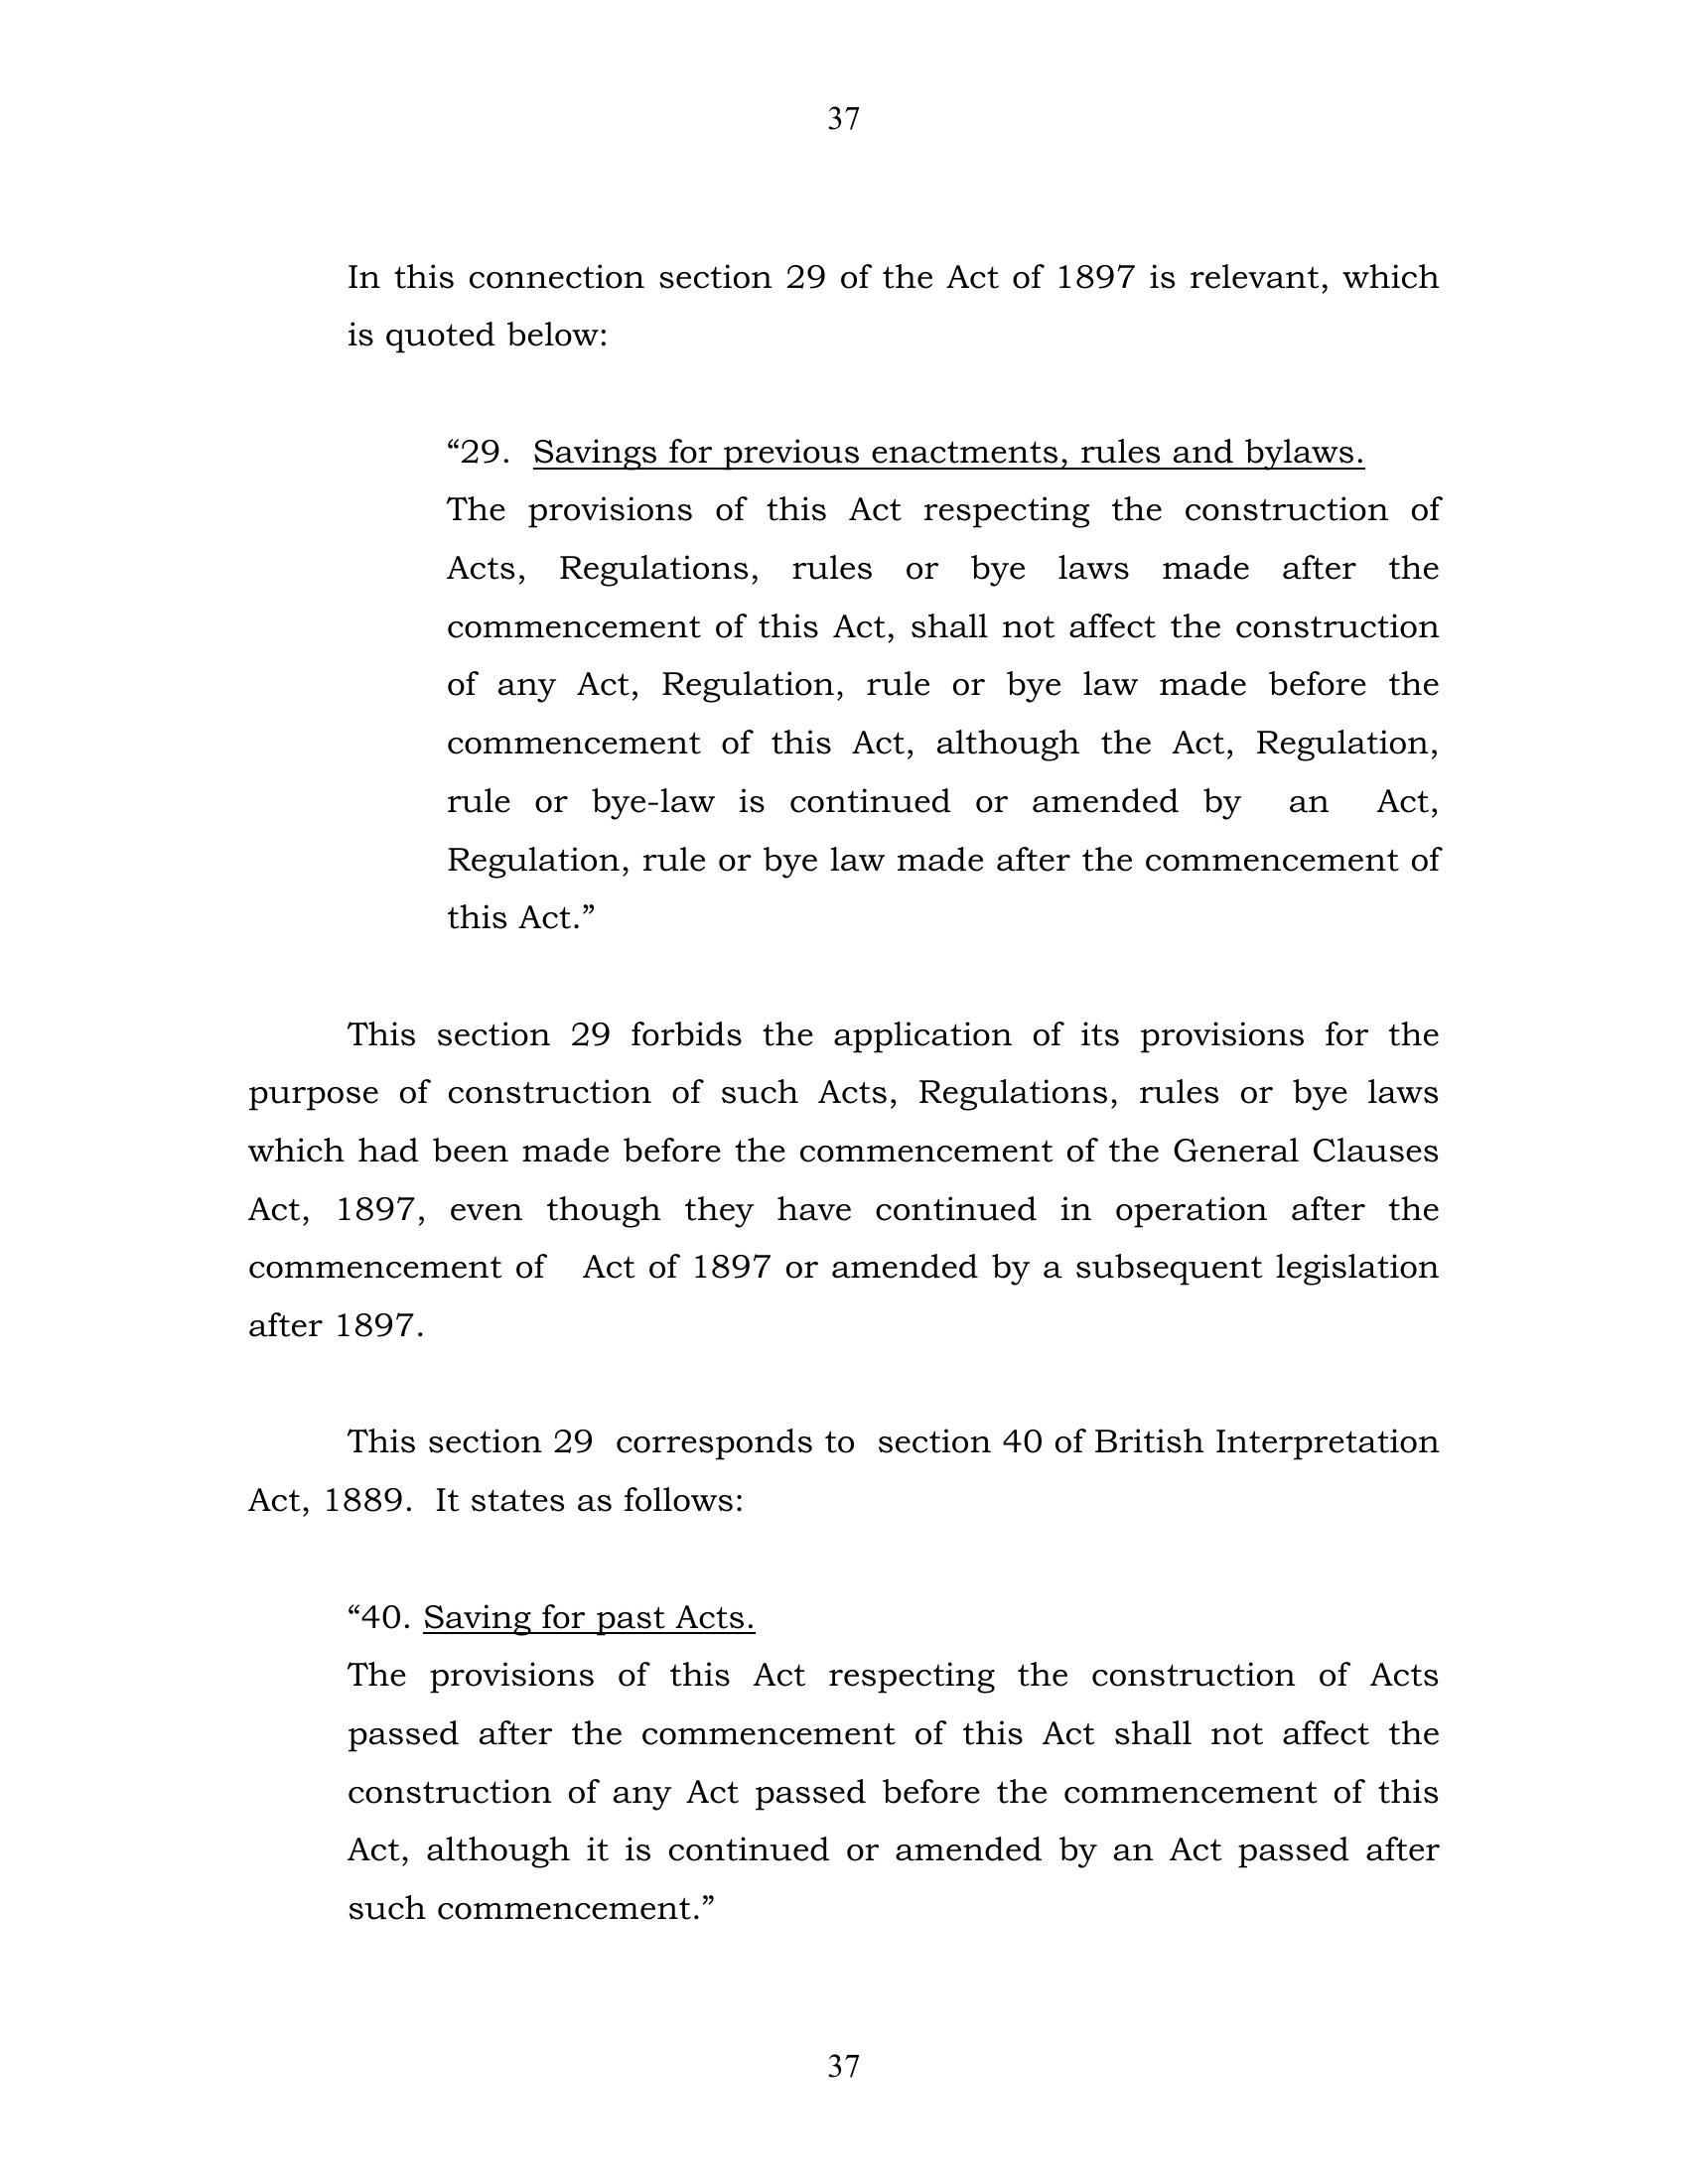 37
In this connection section 29 of the Act of 1897 is relevant, which
is quoted below:
“29. Savings for previous enactments, rules and bylaws.
The provisions of this Act respecting the construction of
Acts, Regulations, rules or bye laws made after the
commencement of this Act, shall not affect the construction
of any Act, Regulation, rule or bye law made before the
commencement of this Act, although the Act, Regulation,
rule or bye-law is continued or amended by an Act,
Regulation, rule or bye law made after the commencement of
this Act.”
This section 29 forbids the application of its provisions for the
purpose of construction of such Acts, Regulations, rules or bye laws
which had been made before the commencement of the General Clauses
Act, 1897, even though they have continued in operation after the
commencement of Act of 1897 or amended by a subsequent legislation
after 1897.
This section 29 corresponds to section 40 of British Interpretation
Act, 1889. It states as follows:
“40. Saving for past Acts.
The provisions of this Act respecting the construction of Acts
passed after the commencement of this Act shall not affect the
construction of any Act passed before the commencement of this
Act, although it is continued or amended by an Act passed after
such commencement.”
37